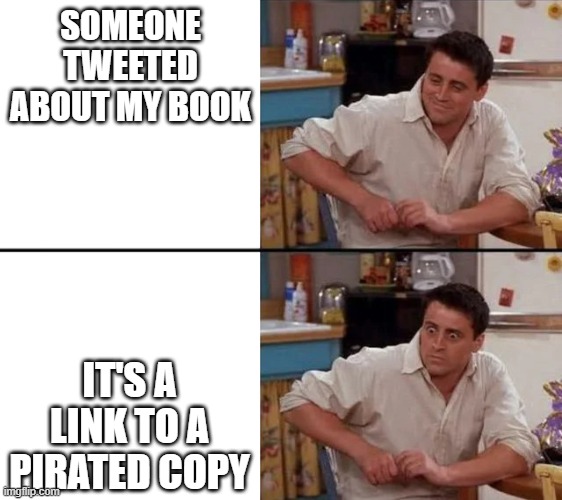 SOMEONE
TWEETED
ABOUT MY BOOK
IT'S A
LINK TO A
PIRATED COPY
imgflip.com